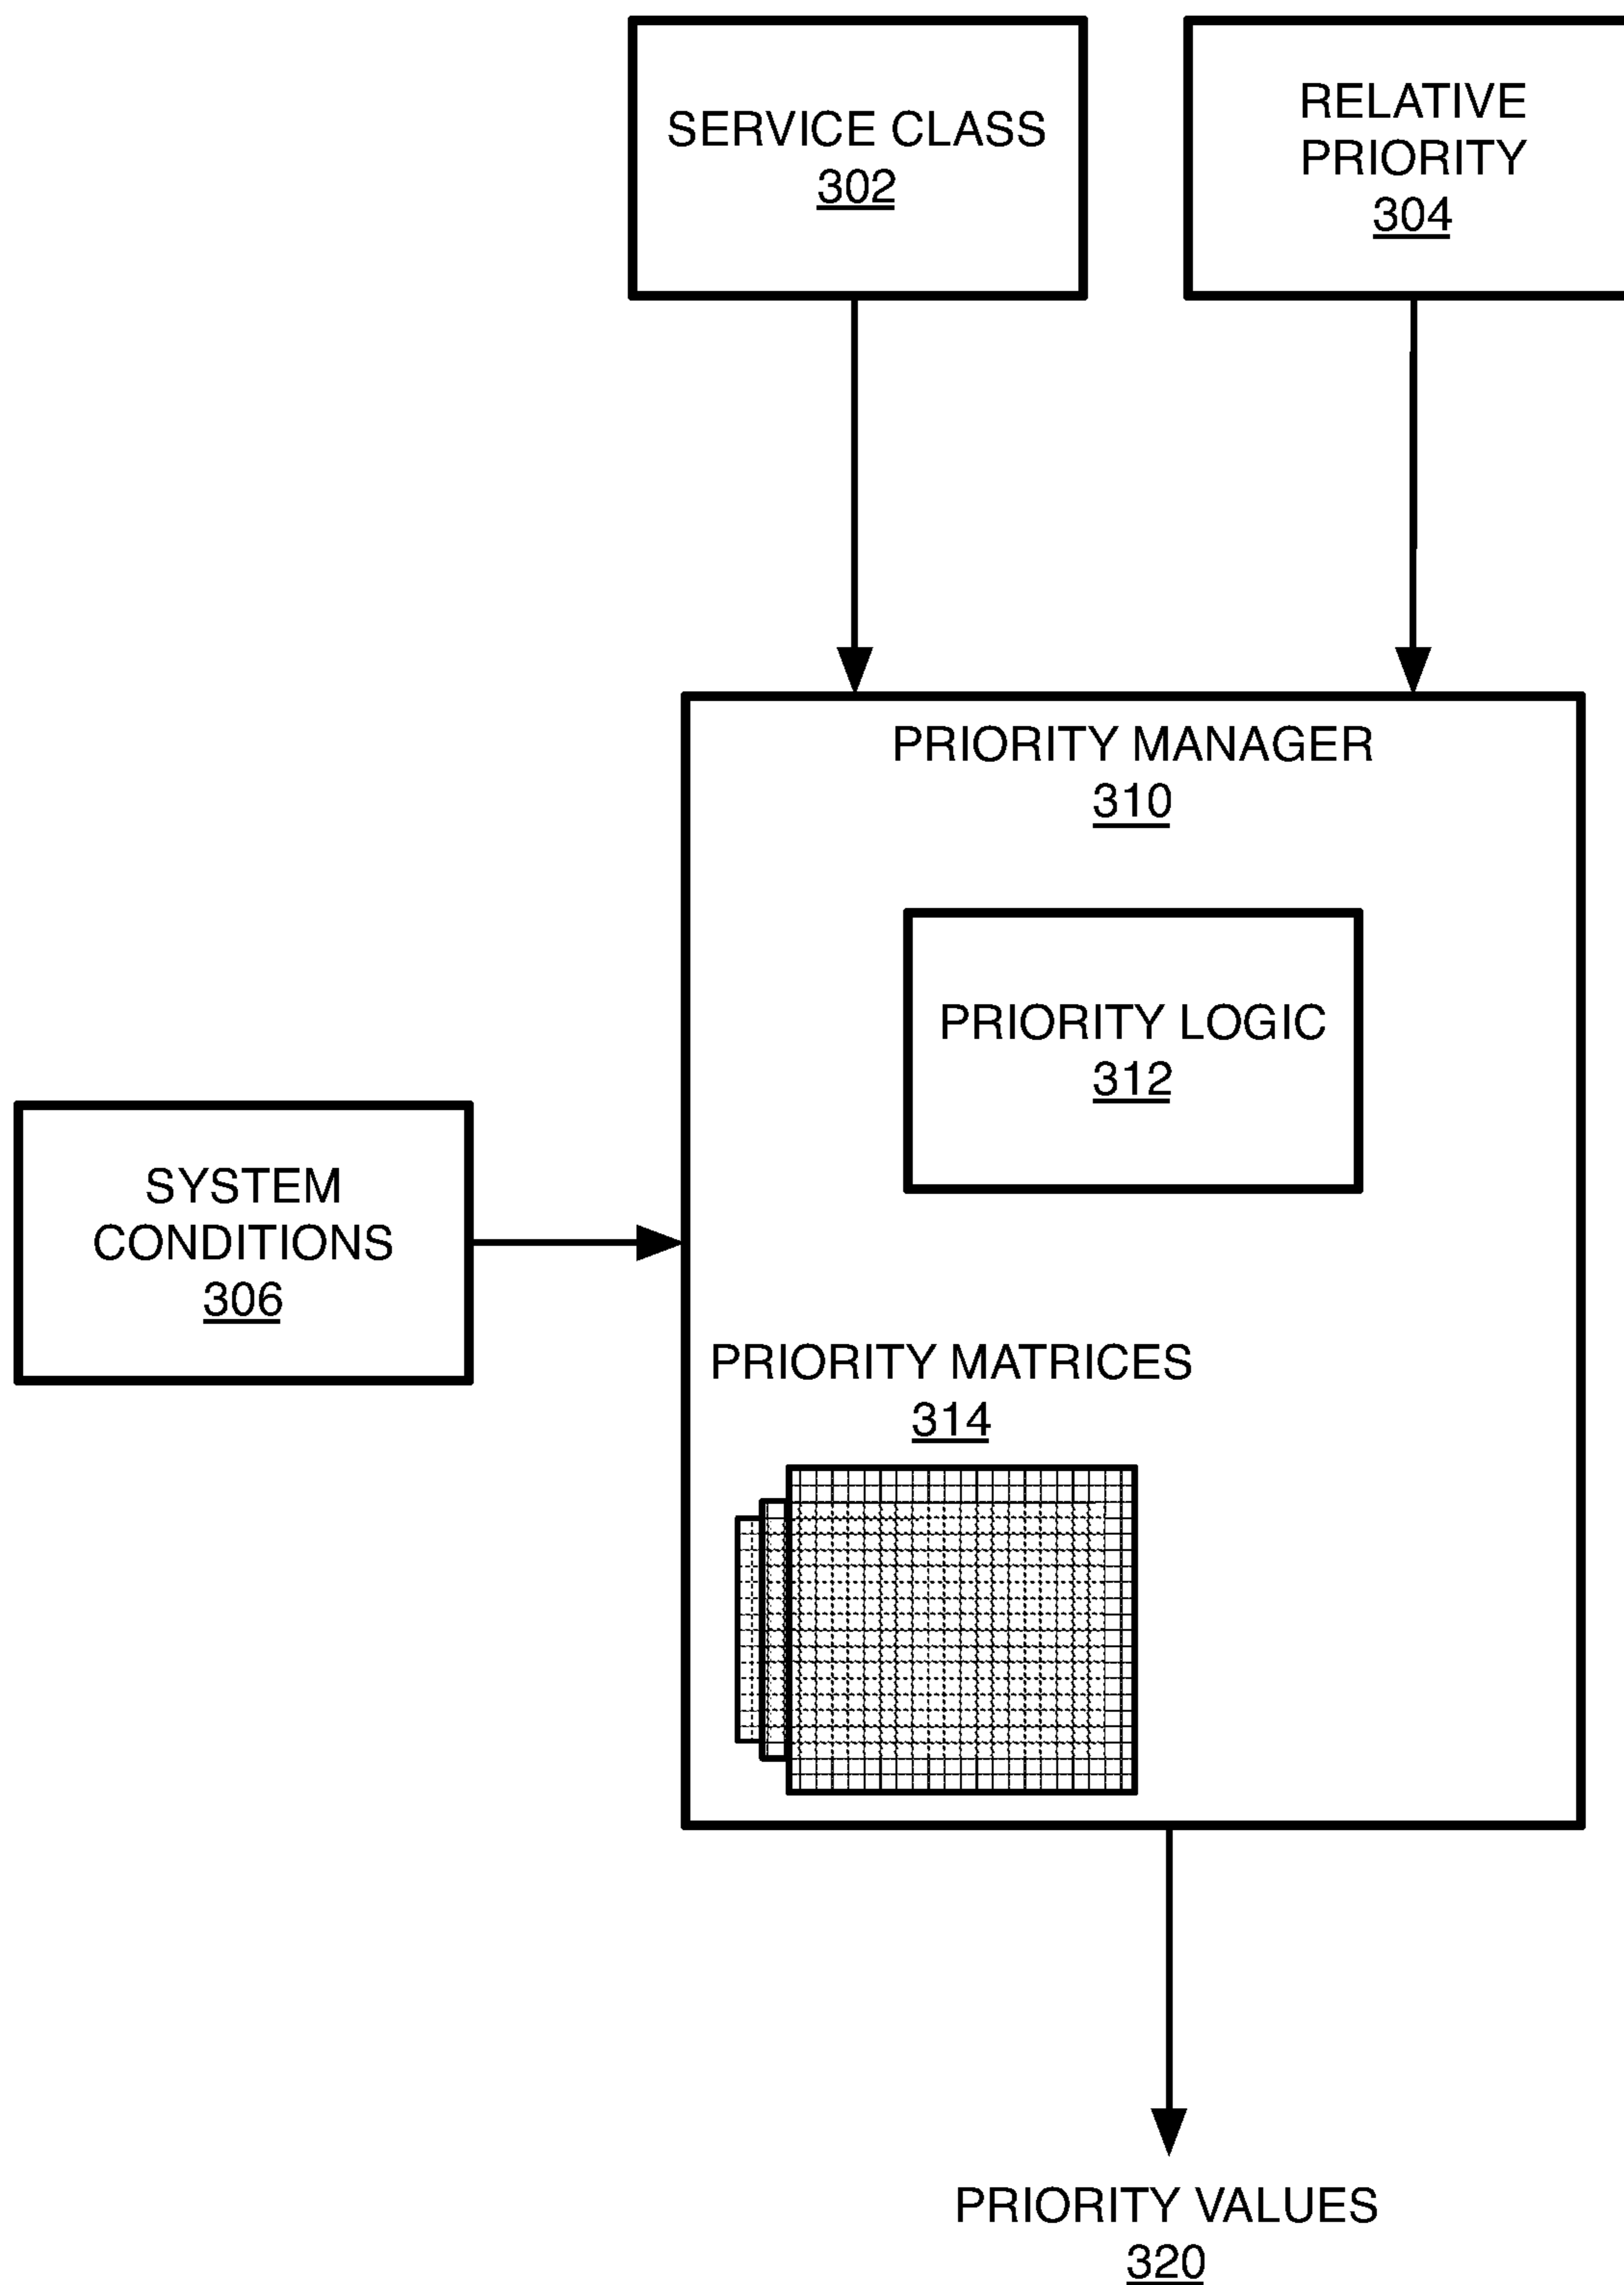 SERVICE CLASS
302
RELATIVE
PRIORITY
304
PRIORITY MANAGER
310
PRIORITY LOGIC
312
SYSTEM
CONDITIONS
306
PRIORITY MATRICES
314
PRIORITY VALUES
320